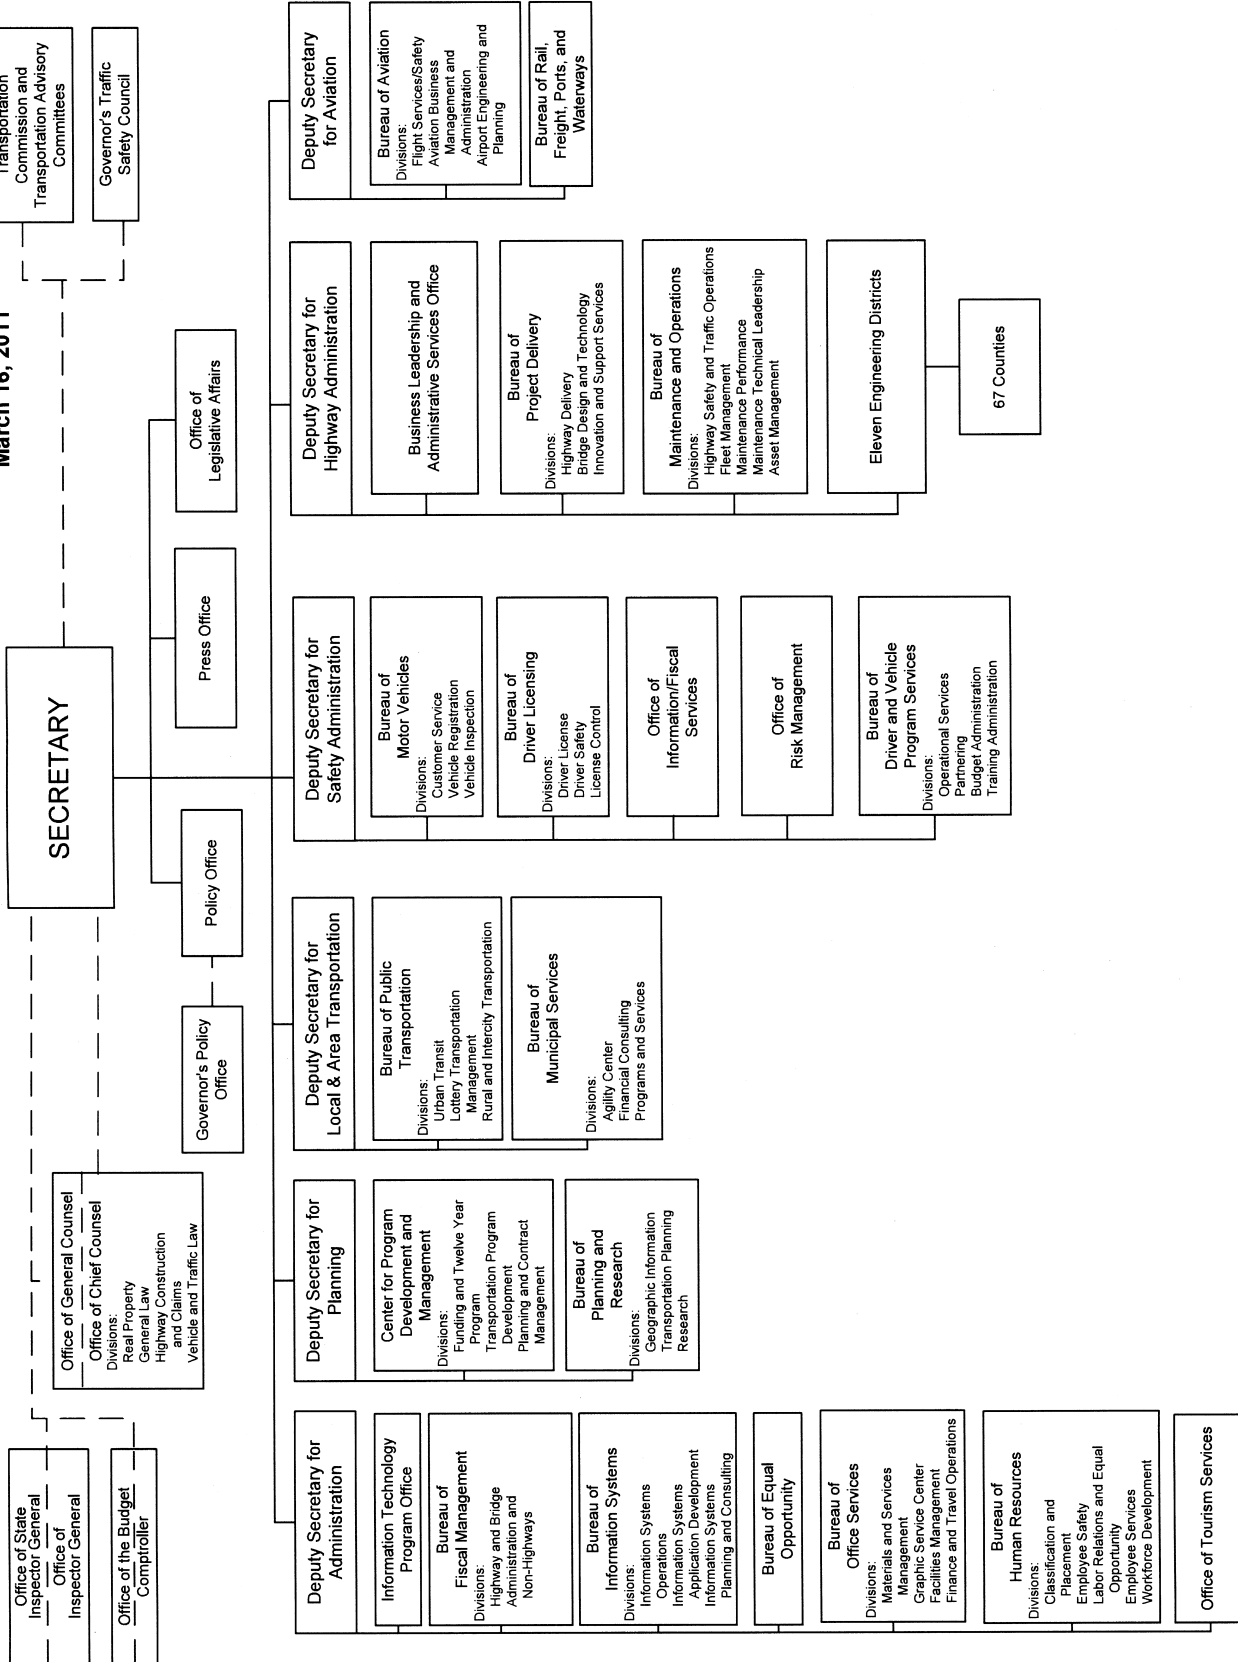 March 16, 2011
Transportation
Commission and
Transportation Advisory
Committees
Governor's Traffic
Safety Council
SECRETARY
Office of State
Inspector General
Office of
Inspector General
Office of the Budget
Comptroller
Office of General Counsel
Office of Chief Counsel
Divisions:
Real Property
General Law
Highway Construction
and Claims
Vehicle and Traffic Law
Governor's Policy
Office
Policy Office
Press Office
Office of
Legislative Affairs
Deputy Secretary for
Administration
Information Technology
Program Office
Bureau of
Fiscal Management
Divisions:
Highway and Bridge
Administration and
Non-Highways
Bureau of
Information Systems
Divisions:
Information Systems
Operations
Information Systems
Application Development
Information Systems
Planning and Consulting
Bureau of Equal
Opportunity
Bureau of
Office Services
Divisions:
Materials and Services
Management
Graphic Service Center
Facilities Management
Finance and Travel Operations
Bureau of
Human Resources
Divisions:
Classification and
Placement
Employee Safety
Labor Relations and Equal
Opportunity
Employee Services
Workforce Development
Office of Tourism Services
Deputy Secretary for
Planning
Center for Program
Development and
Management
Divisions:
Funding and Twelve Year
Program
Transportation Program
Development
Planning and Contract
Management
Bureau of
Planning and
Research
Divisions:
Geographic Information
Transportation Planning
Research
Deputy Secretary for
Local & Area Transportation
Bureau of Public
Transportation
Divisions:
Urban Transit
Lottery Transportation
Management
Rural and Intercity Transportation
Bureau of
Municipal Services
Divisions:
Agility Center
Financial Consulting
Programs and Services
Deputy Secretary for
Safety Administration
Bureau of
Motor Vehicles
Divisions:
Customer Service
Vehicle Registration
Vehicle Inspection
Bureau of
Driver Licensing
Divisions:
Driver License
Driver Safety
License Control
Office of
Information/Fiscal
Services
Office of
Risk Management
Bureau of
Driver and Vehicle
Program Services
Divisions:
Operational Services
Partnering
Budget Administration
Training Administration
Deputy Secretary for
Highway Administration
Business Leadership and
Administrative Services Office
Bureau of
Project Delivery
Divisions:
Highway Delivery
Bridge Design and Technology
Innovation and Support Services
Bureau of
Maintenance and Operations
Divisions:
Highway Safety and Traffic Operations
Fleet Management
Maintenance Performance
Maintenance Technical Leadership
Asset Management
Eleven Engineering Districts
67 Counties
Deputy Secretary
for Aviation
Bureau of Aviation
Divisions:
Flight Services/Safety
Aviation Business
Management and
Administration
Airport Engineering and
Planning
Bureau of Rail,
Freight, Ports, and
Waterways